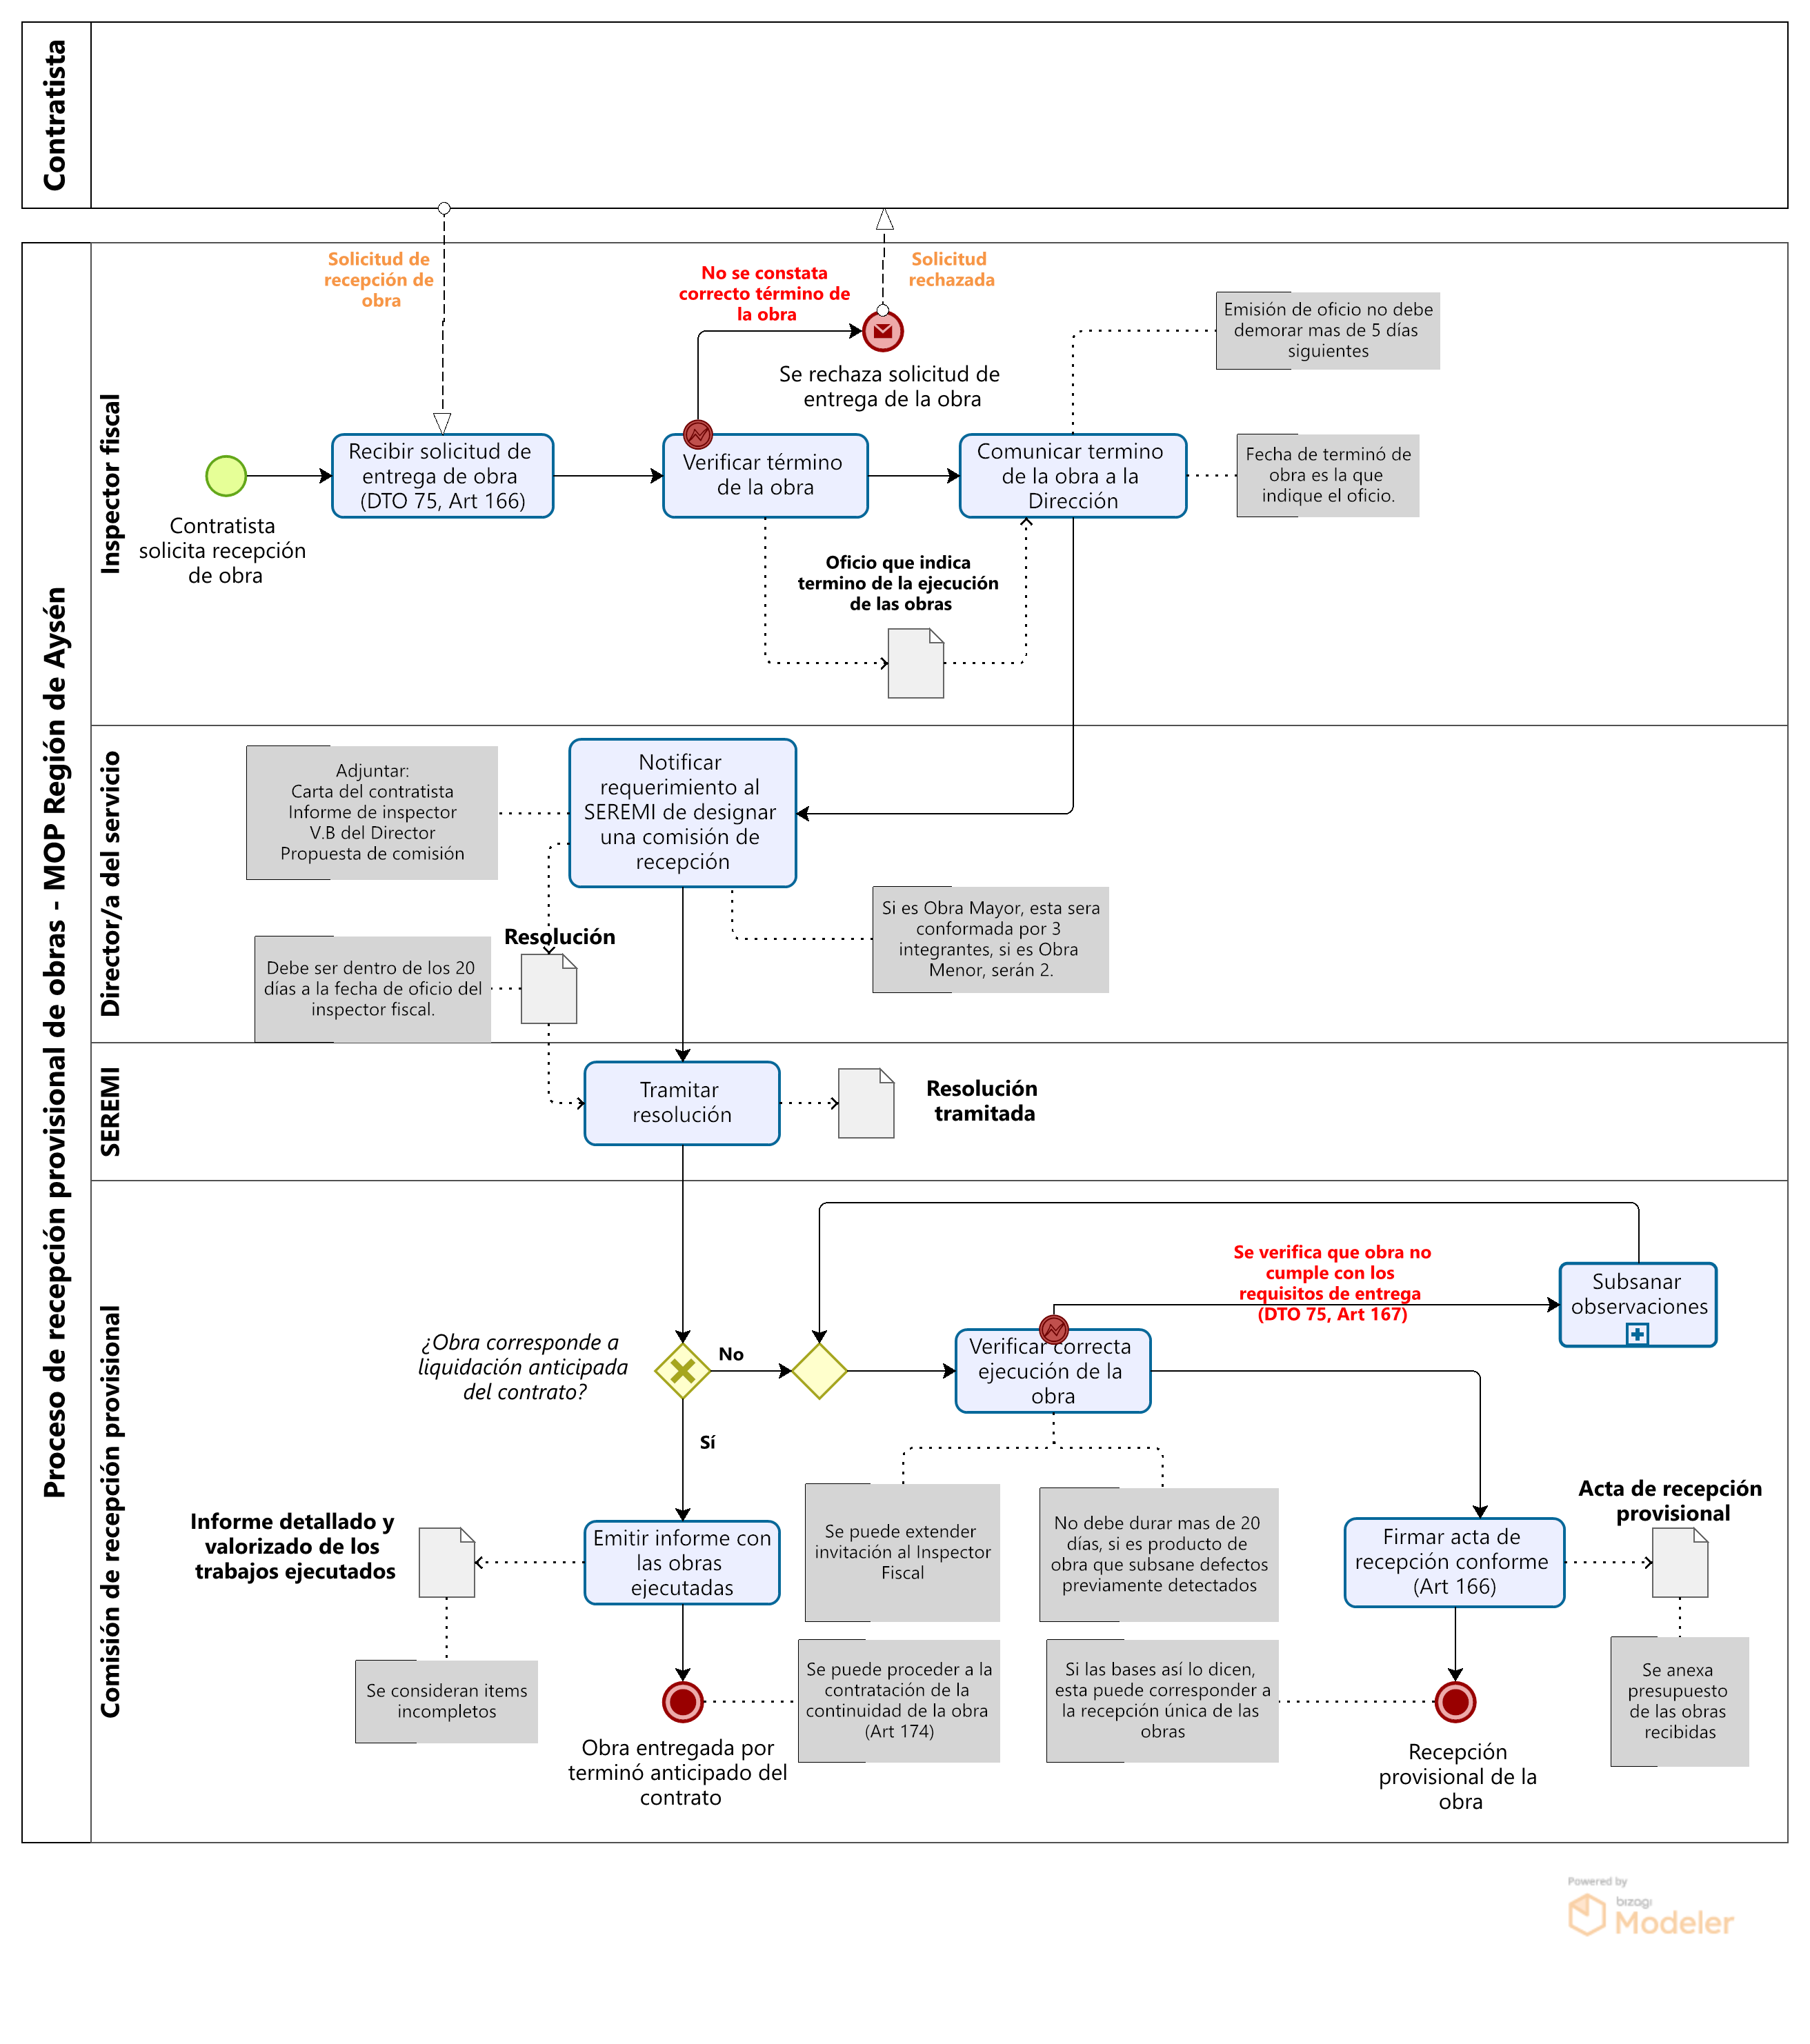 Contratista
Proceso de recepción provisional de obras - MOP Región de Aysén
Inspector fiscal
Solicitud de
recepción de
obra
No se constata
correcto término de
la obra
Solicitud
rechazada
Se rechaza solicitud de
entrega de la obra
Emisión de oficio no debe
demorar mas de 5 días
siguientes
Contratista
solicita recepción
de obra
Recibir solicitud de
entrega de obra
(DTO 75, Art 166)
Verificar término
de la obra
Comunicar termino
de la obra a la
Dirección
Fecha de terminó de
obra es la que
indique el oficio.
Oficio que indica
termino de la ejecución
de las obras
Director/a del servicio
Adjuntar:
Carta del contratista
Informe de inspector
V.B del Director
Propuesta de comisión
Notificar
requerimiento al
SEREMI de designar
una comisión de
recepción
Si es Obra Mayor, esta sera
conformada por 3
integrantes, si es Obra
Menor, serán 2.
Resolución
Debe ser dentro de los 20
días a la fecha de oficio del
inspector fiscal.
SEREMI
Tramitar
resolución
Resolución
tramitada
Comisión de recepción provisional
¿Obra corresponde a
liquidación anticipada
del contrato?
No
Sí
Verificar correcta
ejecución de la
obra
Se verifica que obra no
cumple con los
requisitos de entrega
(DTO 75, Art 167)
Subsanar
observaciones
Informe detallado y
valorizado de los
trabajos ejecutados
Emitir informe con
las obras
ejecutadas
Se puede extender
invitación al Inspector
Fiscal
No debe durar mas de 20
días, si es producto de
obra que subsane defectos
previamente detectados
Firmar acta de
recepción conforme
(Art 166)
Acta de recepción
provisional
Se consideran items
incompletos
Se puede proceder a la
contratación de la
continuidad de la obra
(Art 174)
Si las bases así lo dicen,
esta puede corresponder a
la recepción única de las
obras
Se anexa
presupuesto
de las obras
recibidas
Obra entregada por
terminó anticipado del
contrato
Recepción
provisional de la
obra
Powered by
bizagi
Modeler